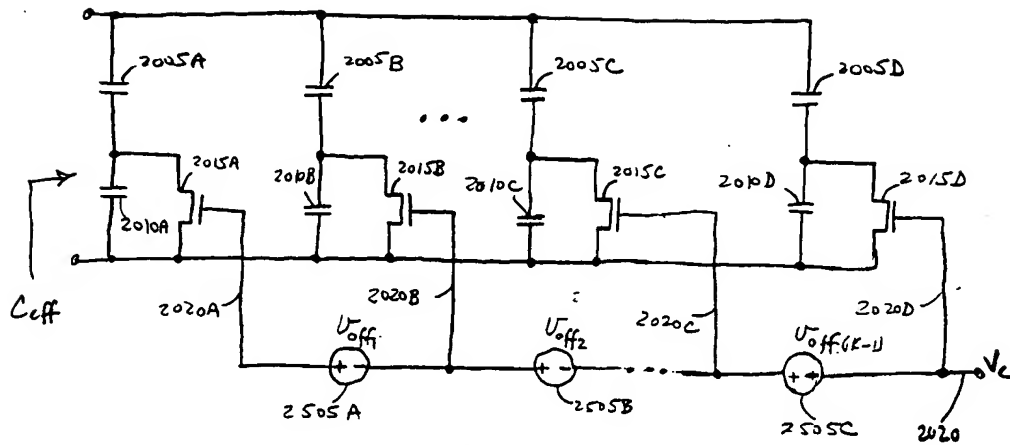 2005A 2005B 2005C 2005D
...
2015A 2015B 2015C 2015D
2010A 2010B 2010C 2010D
Ceff
2020A 2020B 2020C 2020D
Voff1 Voff2 Voff(K-1)
+ - + - .... + - Vc
2505A 2505B 2505C 2020